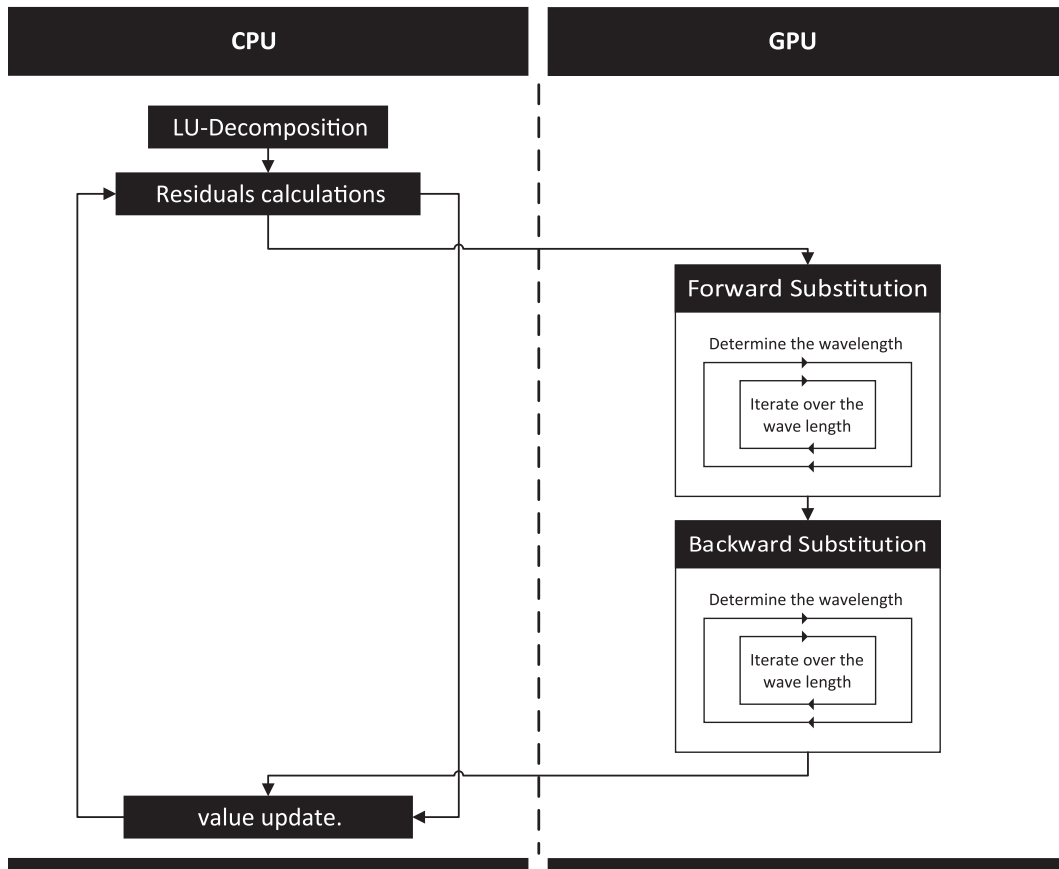 CPU
GPU
LU-Decomposition
Residuals calculations
Forward Substitution
Determine the wavelength
Iterate over the
wave length
Backward Substitution
Determine the wavelength
Iterate over the
wave length
value update.